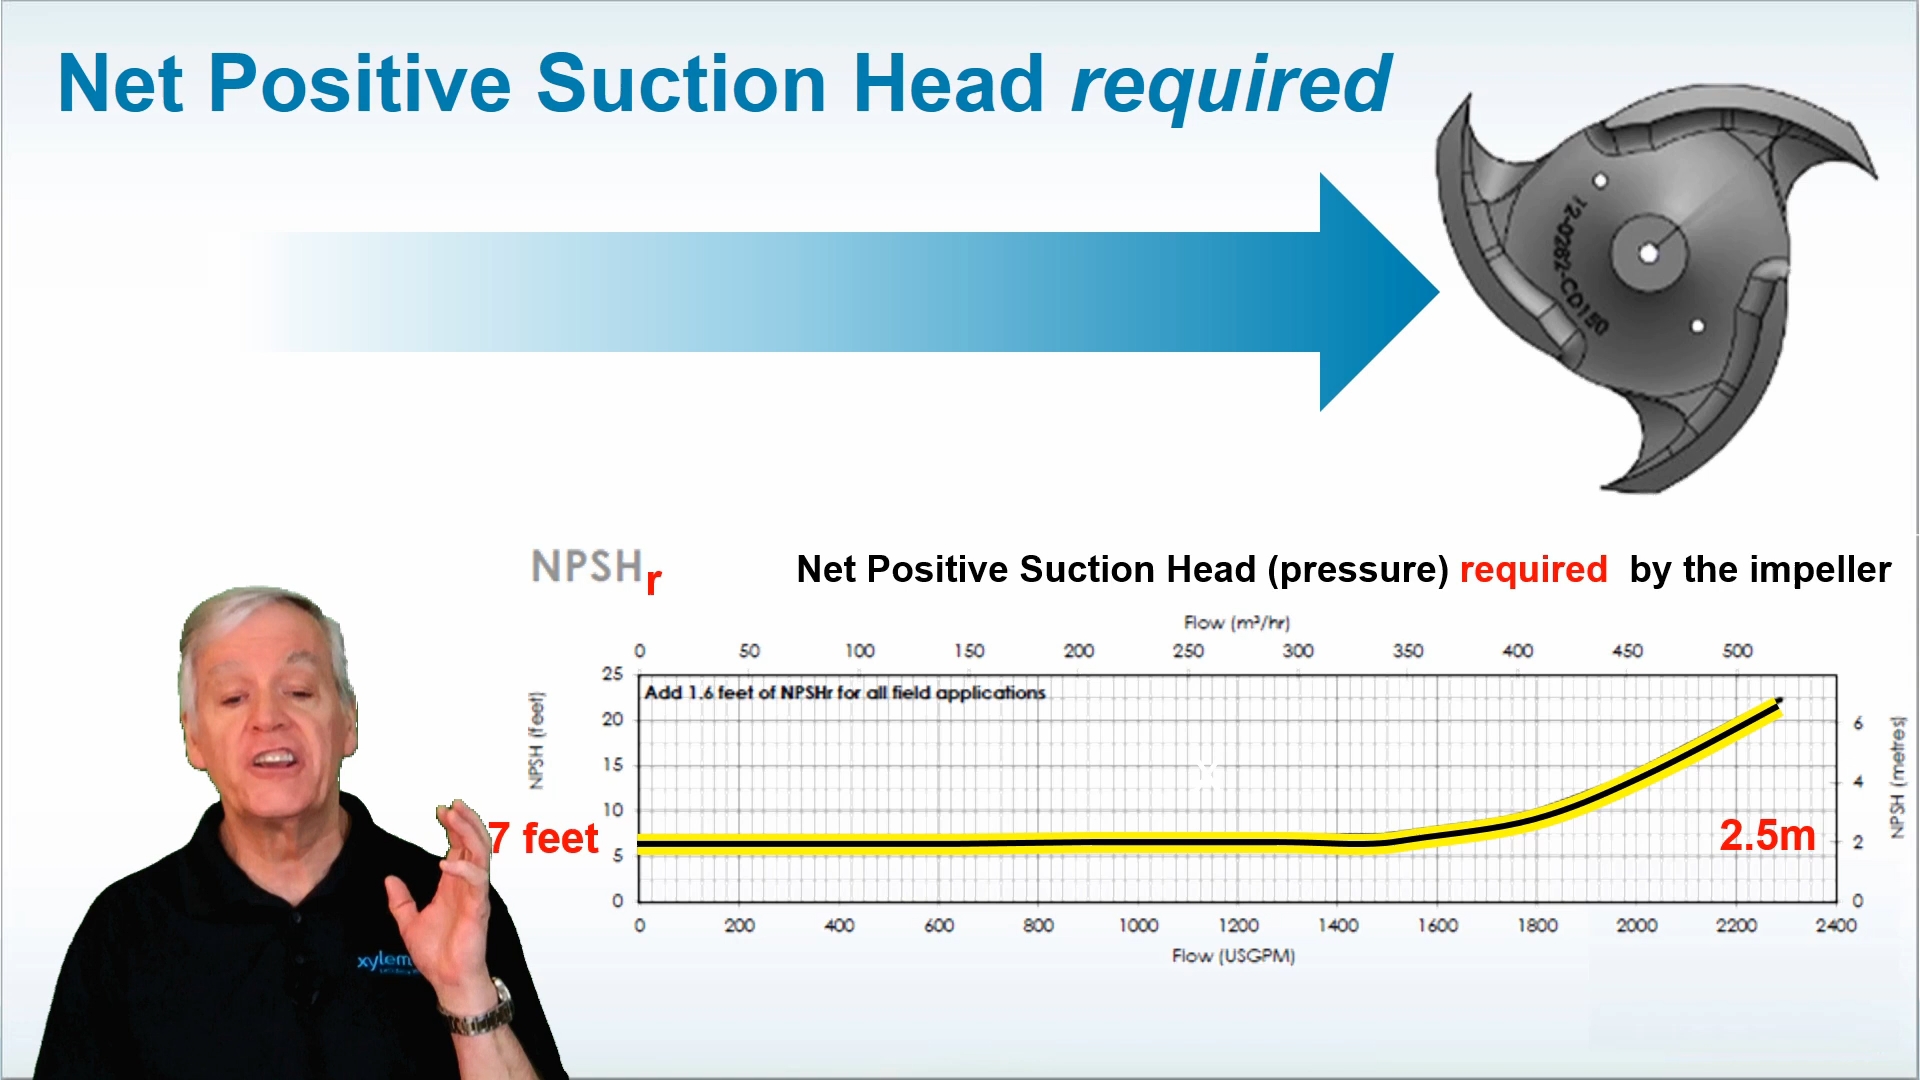 Net Positive Suction Head required
12-0262-CD150
NPSHr
Net Positive Suction Head (pressure) required by the impeller
Flow (m³/hr)
0 50 100 150 200 250 300 350 400 450 500
Add 1.6 feet of NPSHr for all field applications
NPSH (feet)
25
20
15
10
5
0
7 feet
2.5m
6
4
2
0
NPSH (metres)
0 200 400 600 800 1000 1200 1400 1600 1800 2000 2200 2400
Flow (USGPM)
xylem